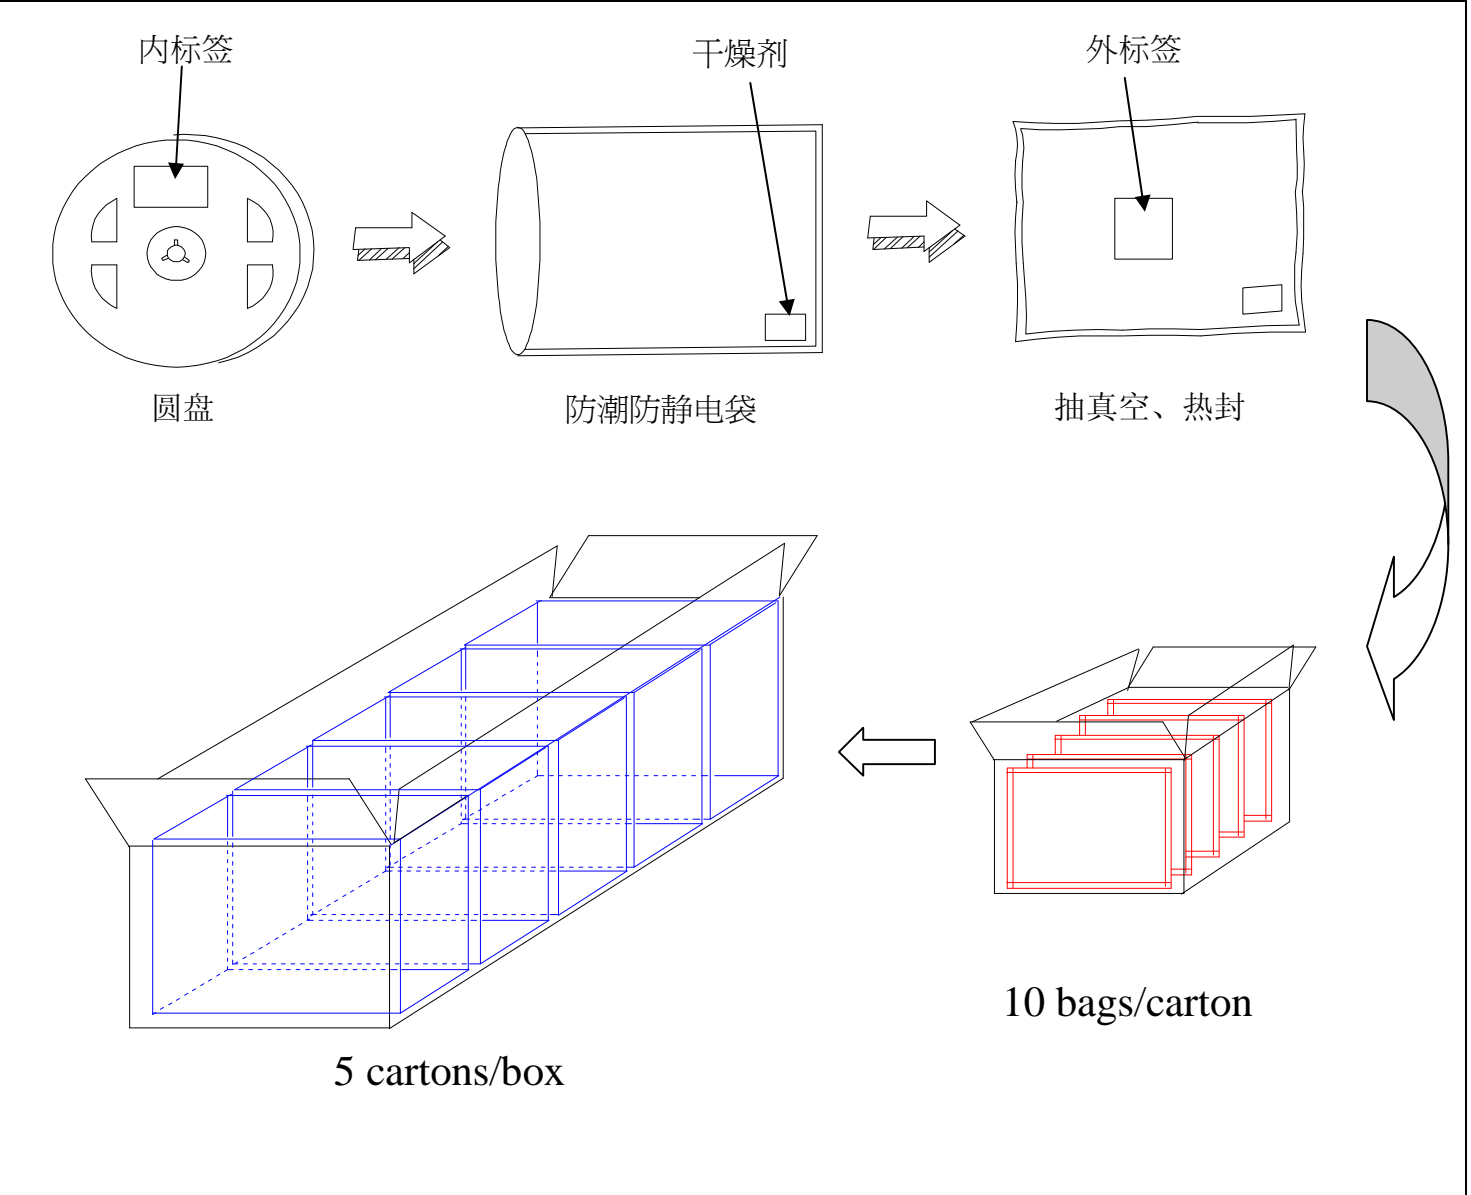 内标签
干燥剂
外标签
圆盘
防潮防静电袋
抽真空、热封
10 bags/carton
5 cartons/box